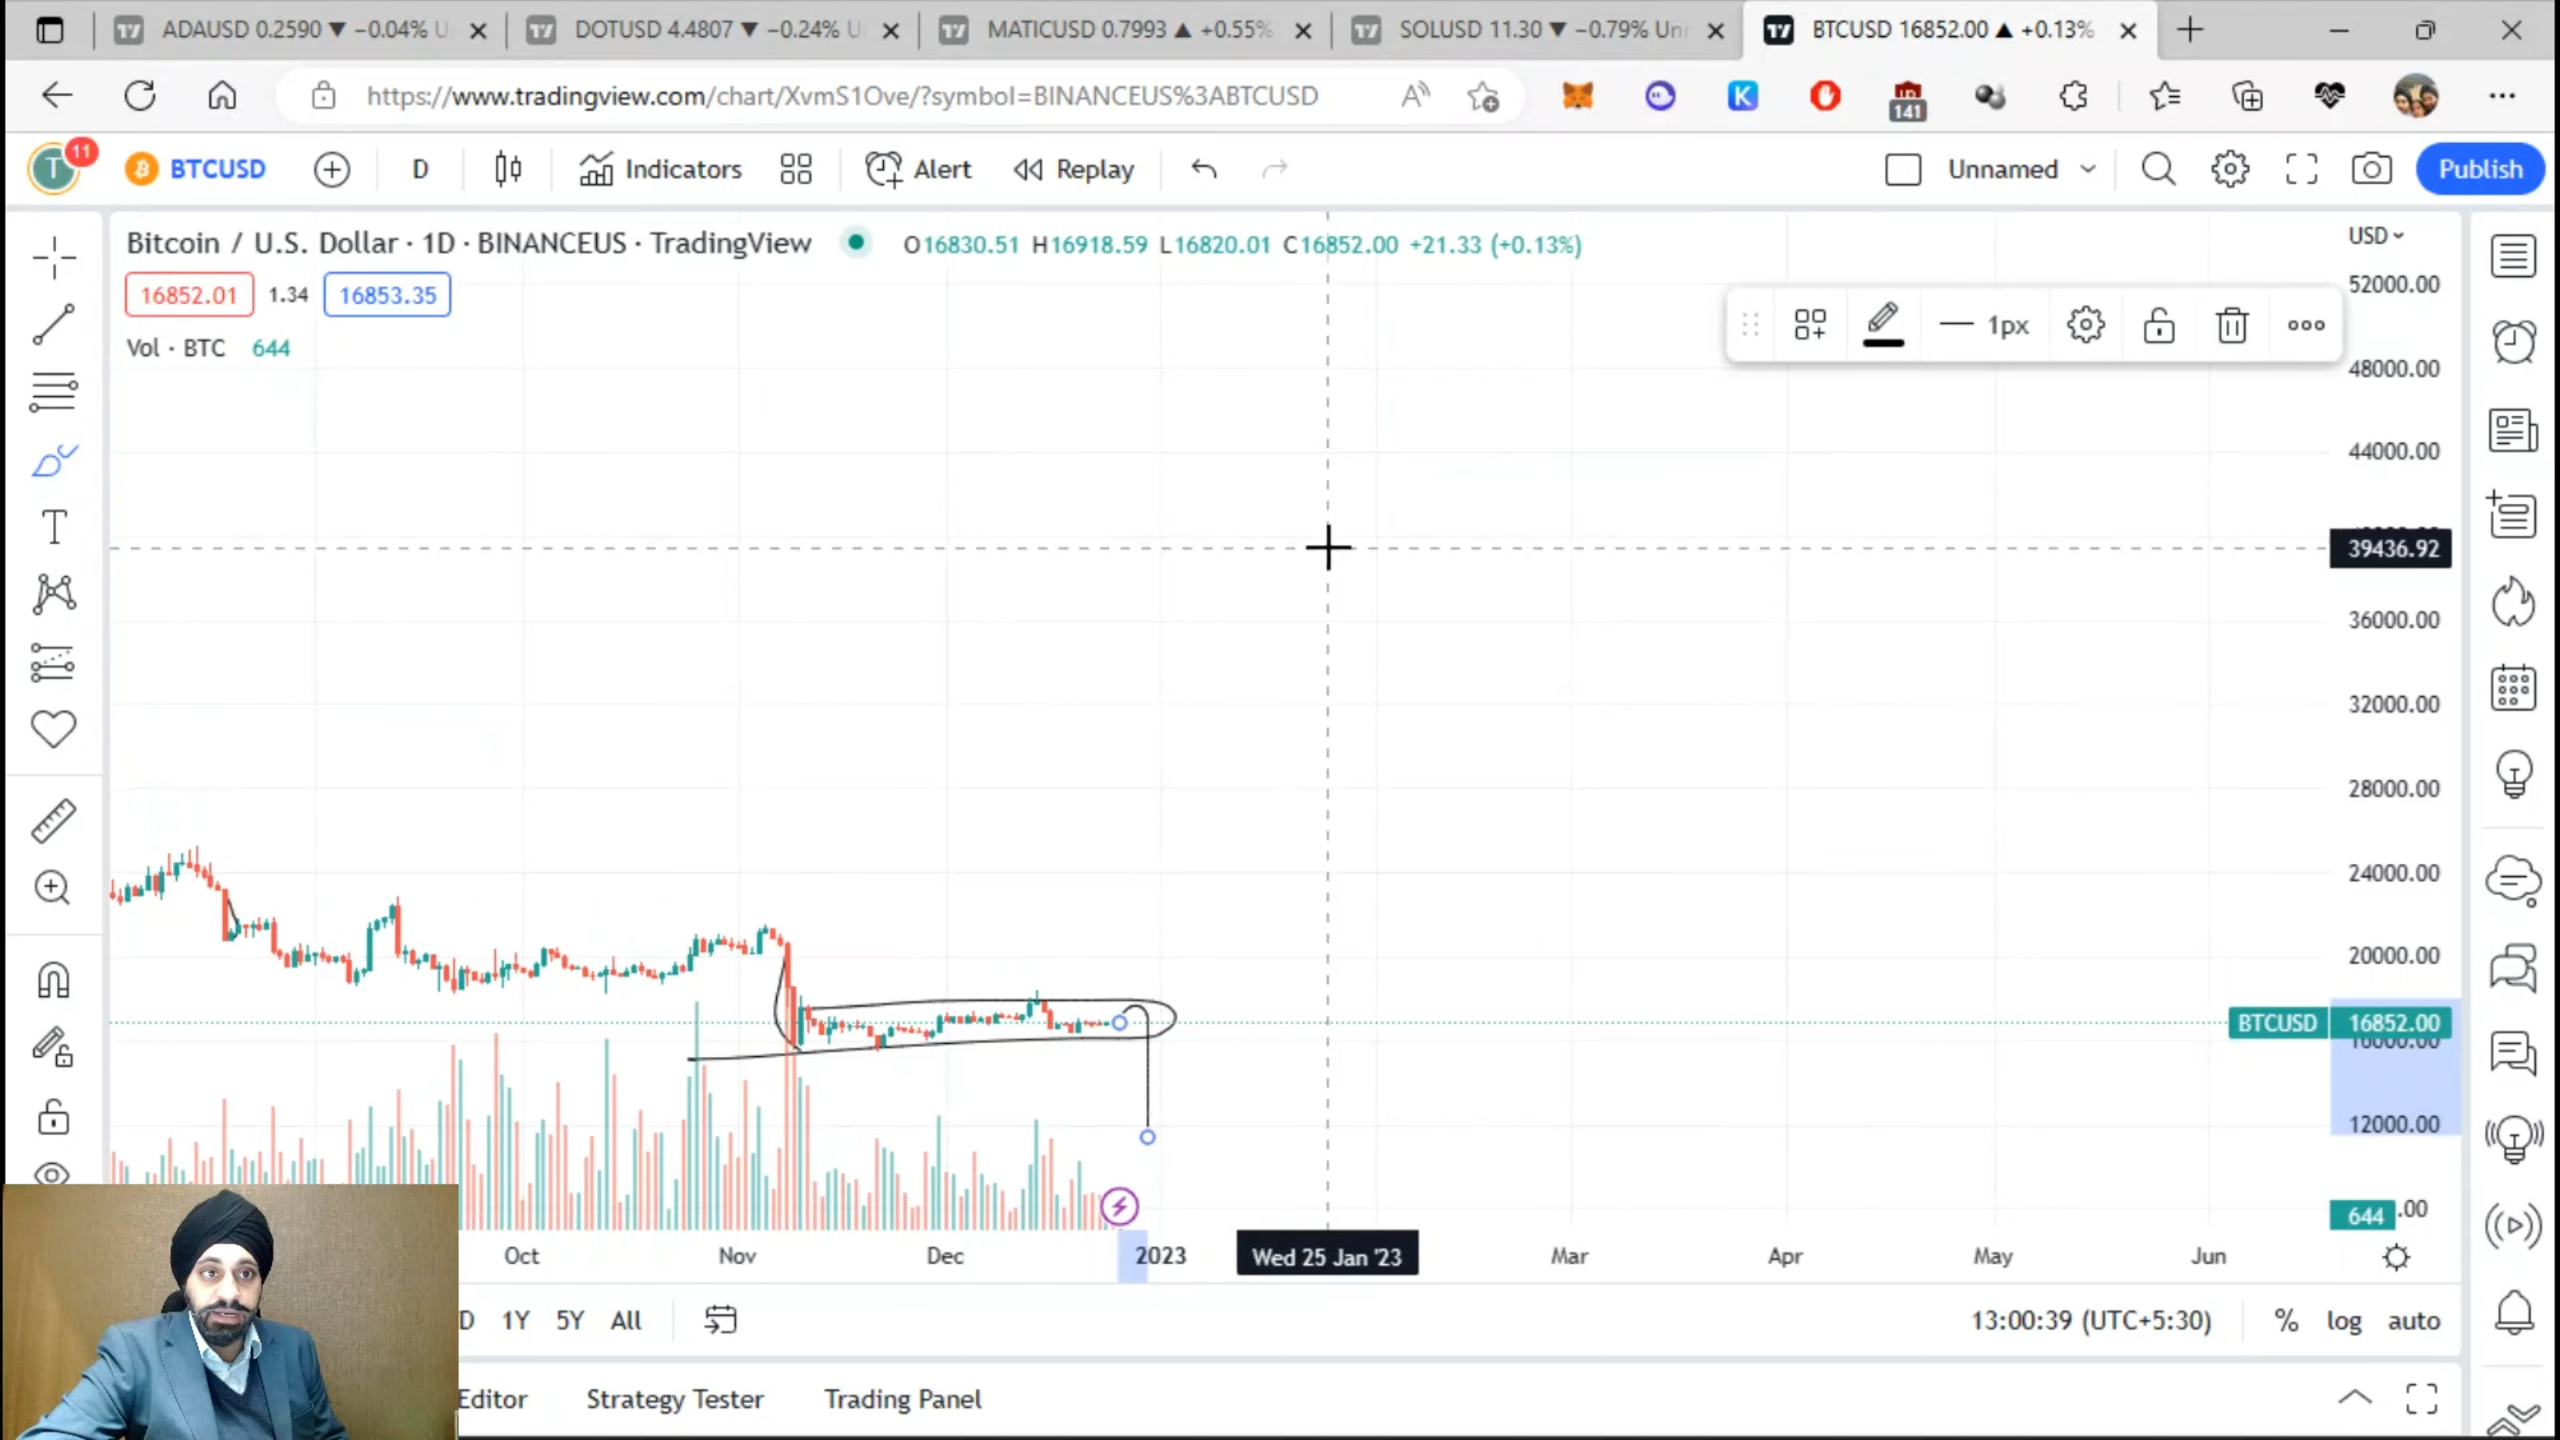 ADAUSD 0.2590 ▼ −0.04% U
DOTUSD 4.4807 ▼ −0.24% U
MATICUSD 0.7993 ▲ +0.55%
SOLUSD 11.30 ▼ −0.79% Unn
BTCUSD 16852.00 ▲ +0.13%
https://www.tradingview.com/chart/XvmS1Ove/?symbol=BINANCEUS%3ABTCUSD
141
T
11
BTCUSD
D
Indicators
Alert
Replay
Unnamed
Publish
Bitcoin / U.S. Dollar · 1D · BINANCEUS · TradingView
O16830.51 H16918.59 L16820.01 C16852.00 +21.33 (+0.13%)
USD
16852.01
1.34
16853.35
Vol · BTC 644
1px
52000.00
48000.00
44000.00
39436.92
36000.00
32000.00
28000.00
24000.00
20000.00
BTCUSD 16852.00
16000.00
12000.00
644
.00
Oct
Nov
Dec
2023
Wed 25 Jan '23
Mar
Apr
May
Jun
D
1Y
5Y
All
13:00:39 (UTC+5:30)
%
log
auto
Editor
Strategy Tester
Trading Panel